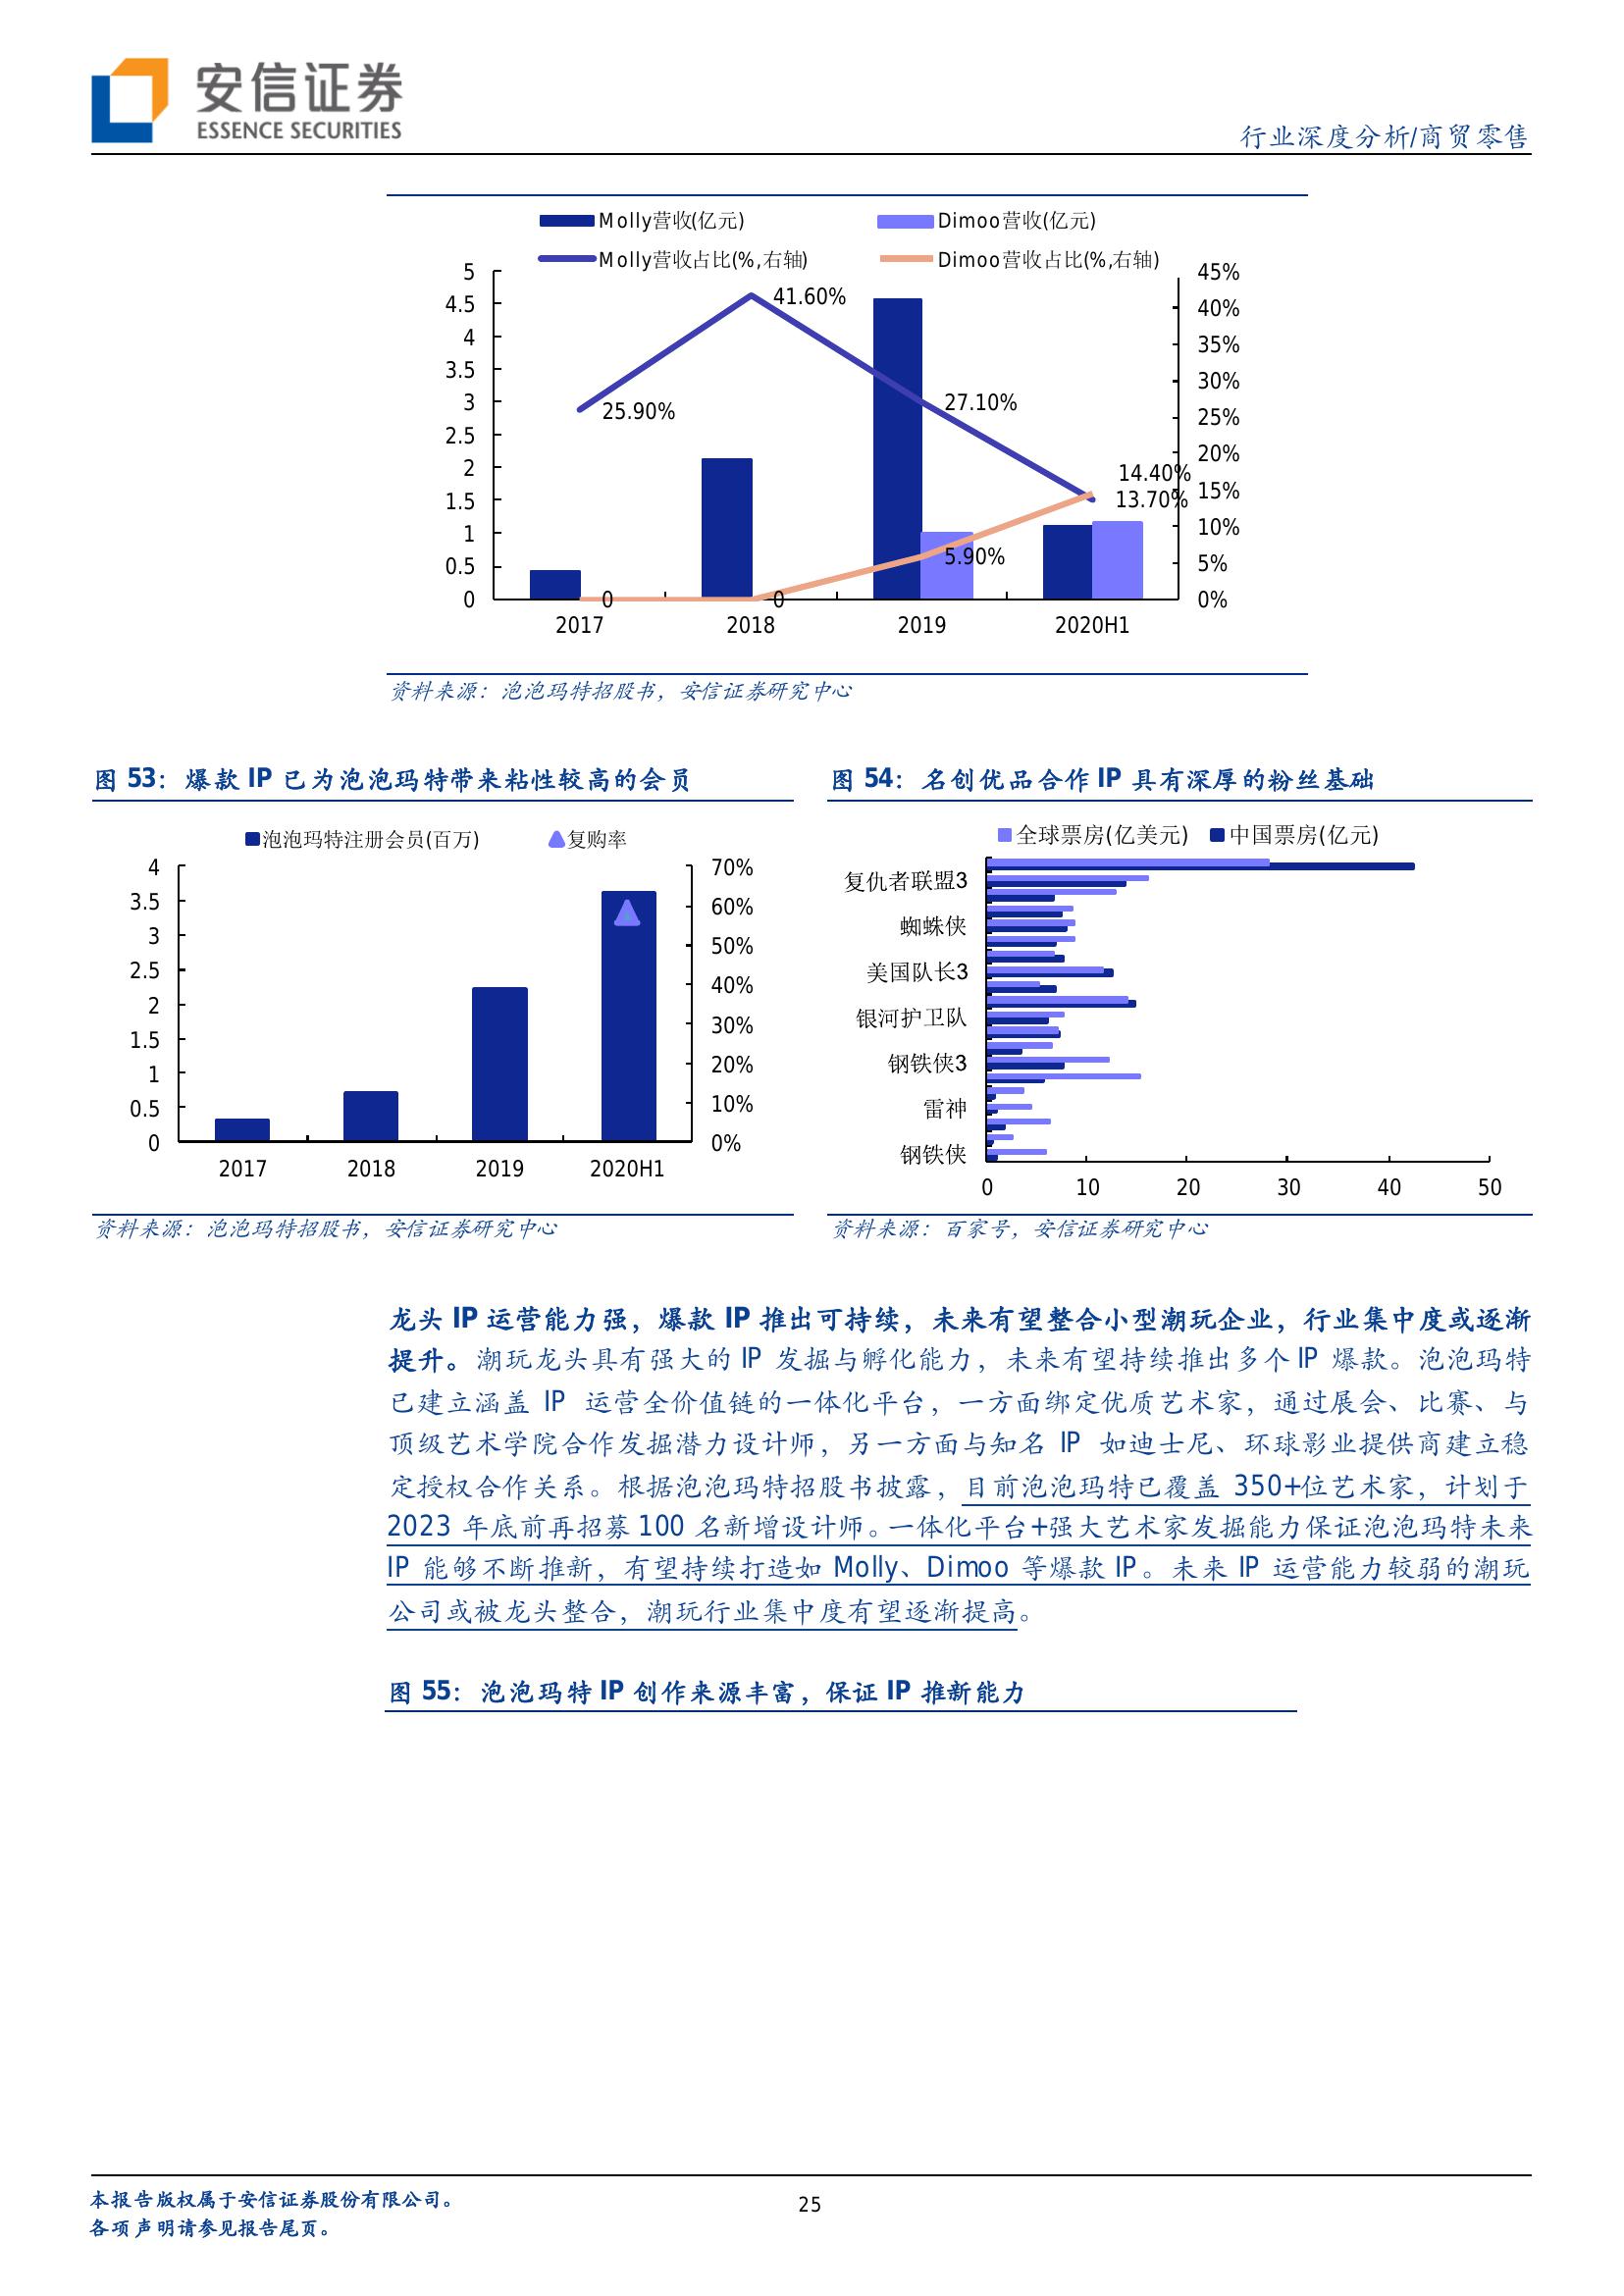 安信证券
ESSENCE SECURITIES
行业深度分析/商贸零售
Molly营收(亿元) Dimoo营收(亿元)
Molly营收占比(%,右轴) Dimoo营收占比(%,右轴)
5 45%
4.5 41.60% 40%
4 35%
3.5 30%
3 25.90% 27.10% 25%
2.5 20%
2 14.40%
1.5 13.70% 15%
1 10%
0.5 5.90% 5%
0 0 0 0%
2017 2018 2019 2020H1
资料来源：泡泡玛特招股书，安信证券研究中心
图 53：爆款 IP 已为泡泡玛特带来粘性较高的会员
泡泡玛特注册会员(百万) 复购率
4 70%
3.5 60%
3 50%
2.5 40%
2 30%
1.5 20%
1 10%
0.5 0%
0
2017 2018 2019 2020H1
资料来源：泡泡玛特招股书，安信证券研究中心
图 54：名创优品合作 IP 具有深厚的粉丝基础
全球票房(亿美元) 中国票房(亿元)
复仇者联盟3
蜘蛛侠
美国队长3
银河护卫队
钢铁侠3
雷神
钢铁侠
0 10 20 30 40 50
资料来源：百家号，安信证券研究中心
龙头 IP 运营能力强，爆款 IP 推出可持续，未来有望整合小型潮玩企业，行业集中度或逐渐
提升。潮玩龙头具有强大的 IP 发掘与孵化能力，未来有望持续推出多个 IP 爆款。泡泡玛特
已建立涵盖 IP 运营全价值链的一体化平台，一方面绑定优质艺术家，通过展会、比赛、与
顶级艺术学院合作发掘潜力设计师，另一方面与知名 IP 如迪士尼、环球影业提供商建立稳
定授权合作关系。根据泡泡玛特招股书披露，目前泡泡玛特已覆盖 350+位艺术家，计划于
2023 年底前再招募 100 名新增设计师。一体化平台+强大艺术家发掘能力保证泡泡玛特未来
IP 能够不断推新，有望持续打造如 Molly、Dimoo 等爆款 IP。未来 IP 运营能力较弱的潮玩
公司或被龙头整合，潮玩行业集中度有望逐渐提高。
图 55：泡泡玛特 IP 创作来源丰富，保证 IP 推新能力
本报告版权属于安信证券股份有限公司。
各项声明请参见报告尾页。
25